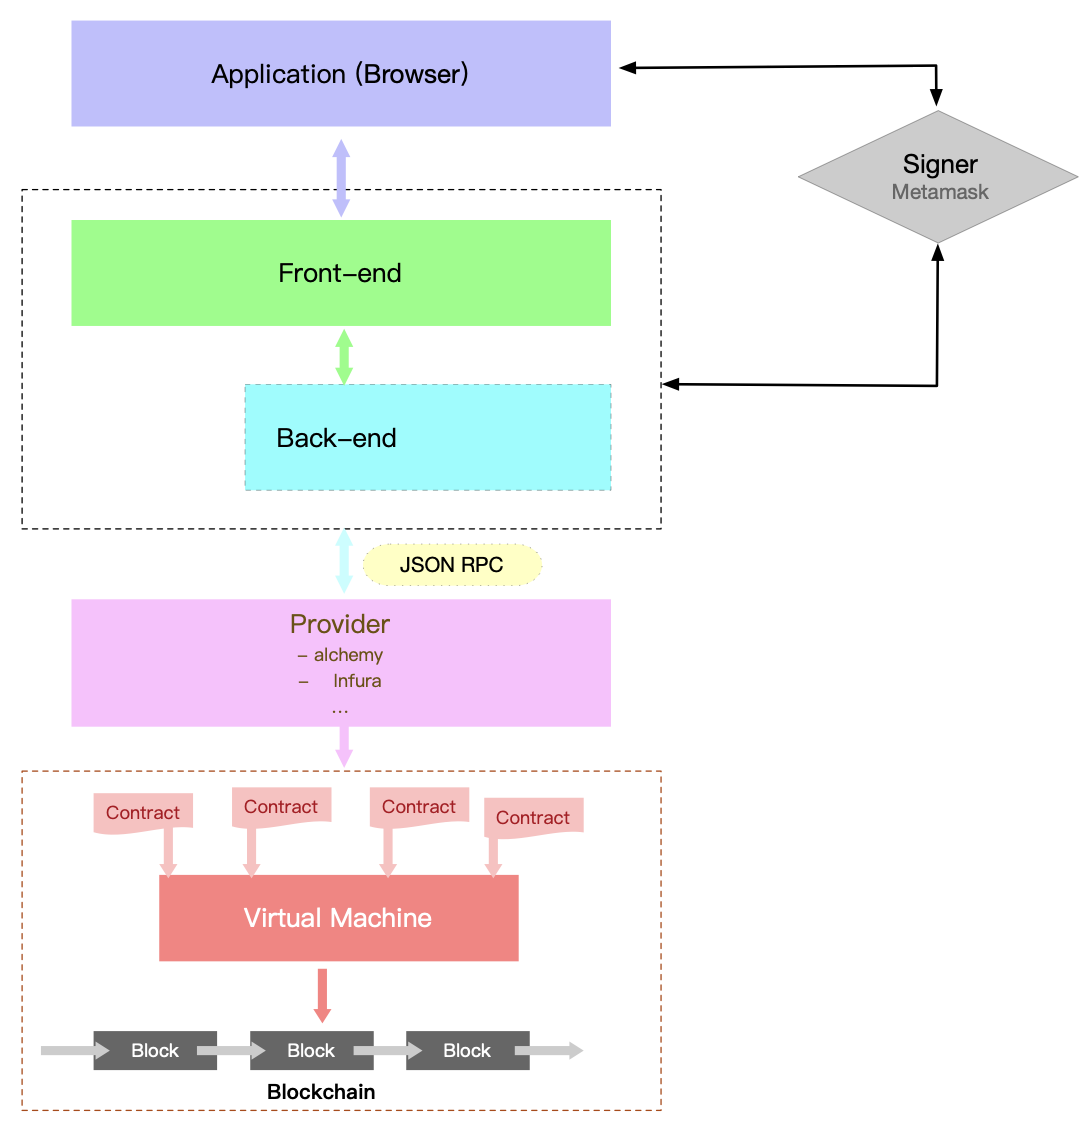 Application (Browser)
Signer
Metamask
Front-end
Back-end
JSON RPC
Provider
- alchemy
- Infura
...
Contract
Contract
Contract
Contract
Virtual Machine
Block
Block
Block
Blockchain